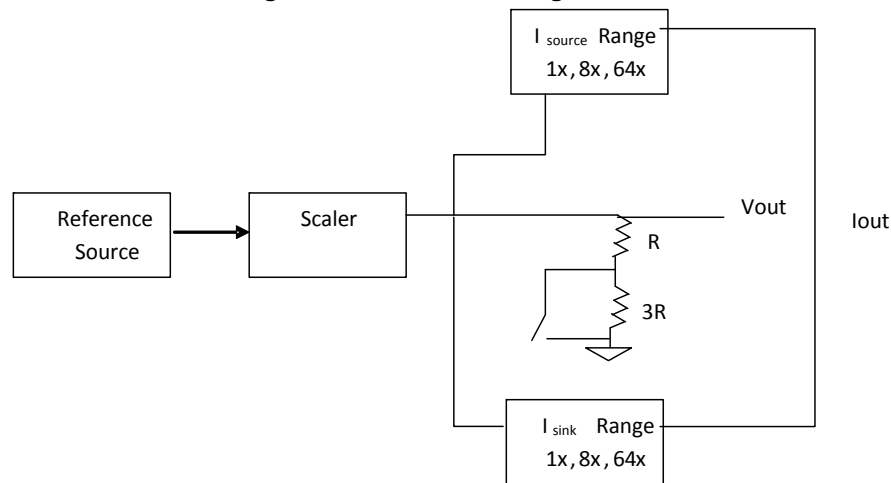 I source Range
1x, 8x, 64x
Reference
Source
Scaler
Vout
Iout
R
3R
I sink Range
1x, 8x, 64x